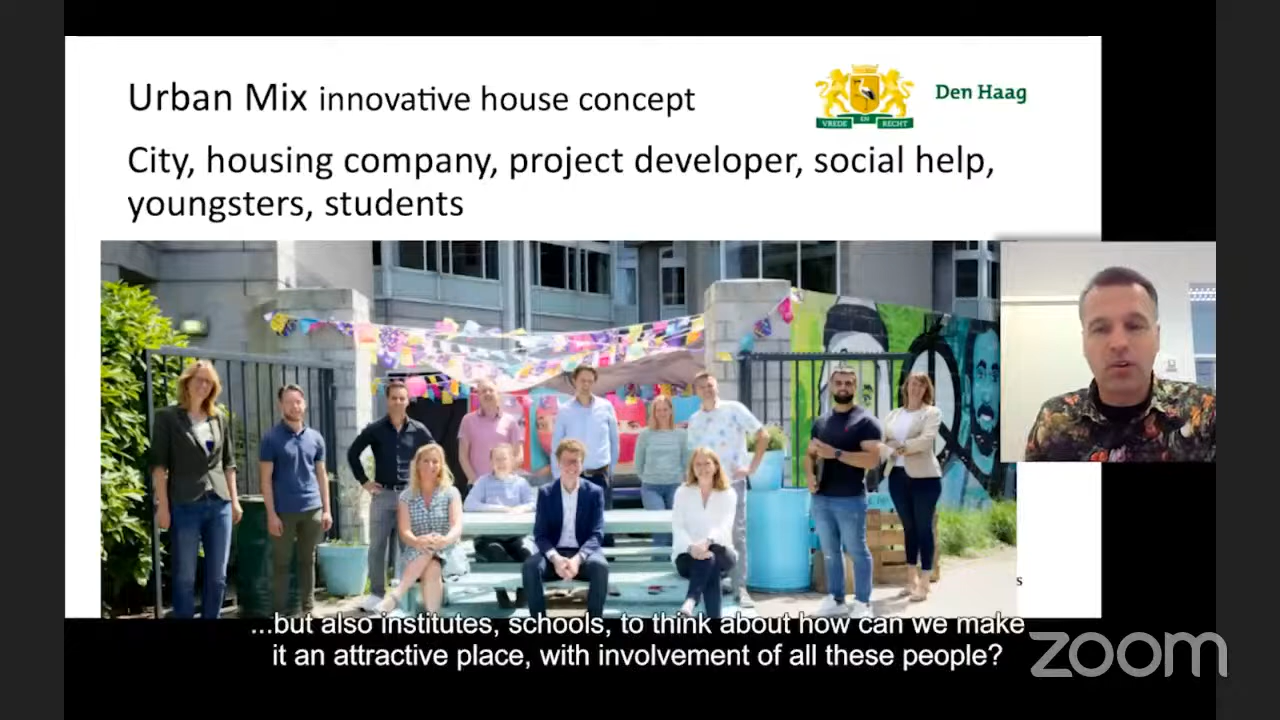 Urban Mix innovative house concept
Den Haag
VREDE EN RECHT
City, housing company, project developer, social help,
youngsters, students
s
...but also institutes, schools, to think about how can we make
it an attractive place, with involvement of all these people?
zoom